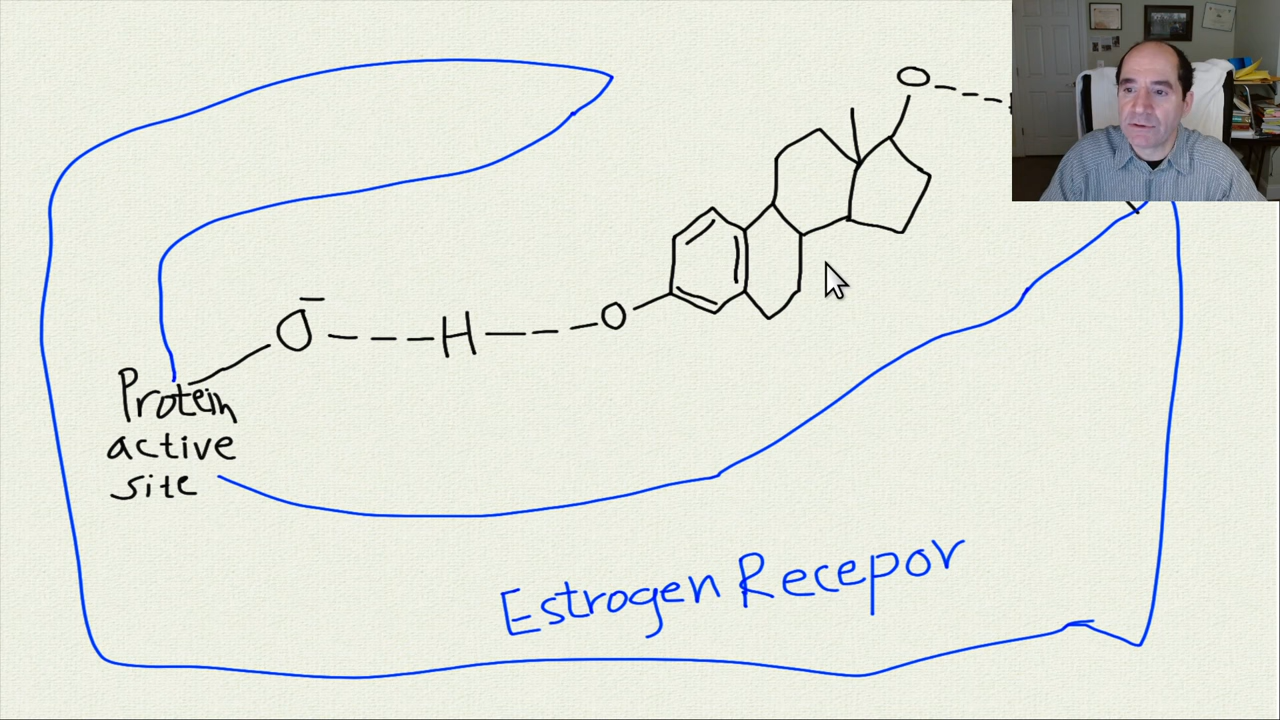 O
O⁻ --- H --- O
Protein
active
site
Estrogen Recepor